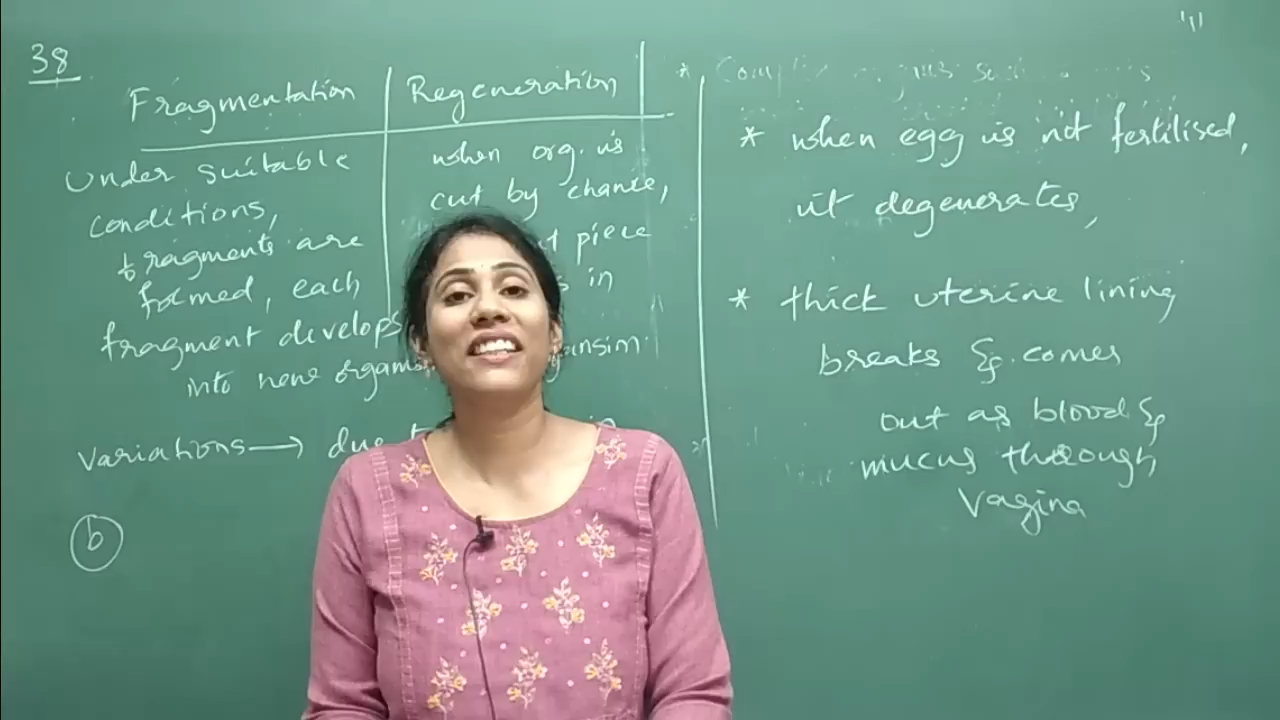 38
Fragmentation
Under suitable
conditions,
fragments are
formed, each
fragment develops
into new
Variations → due
b
Regeneration
when org. is
cut by chance,
piece
in
* when egg is not fertilised,
it degenerates,
* thick uterine lining
breaks & comes
out as blood &
mucus through
vagina